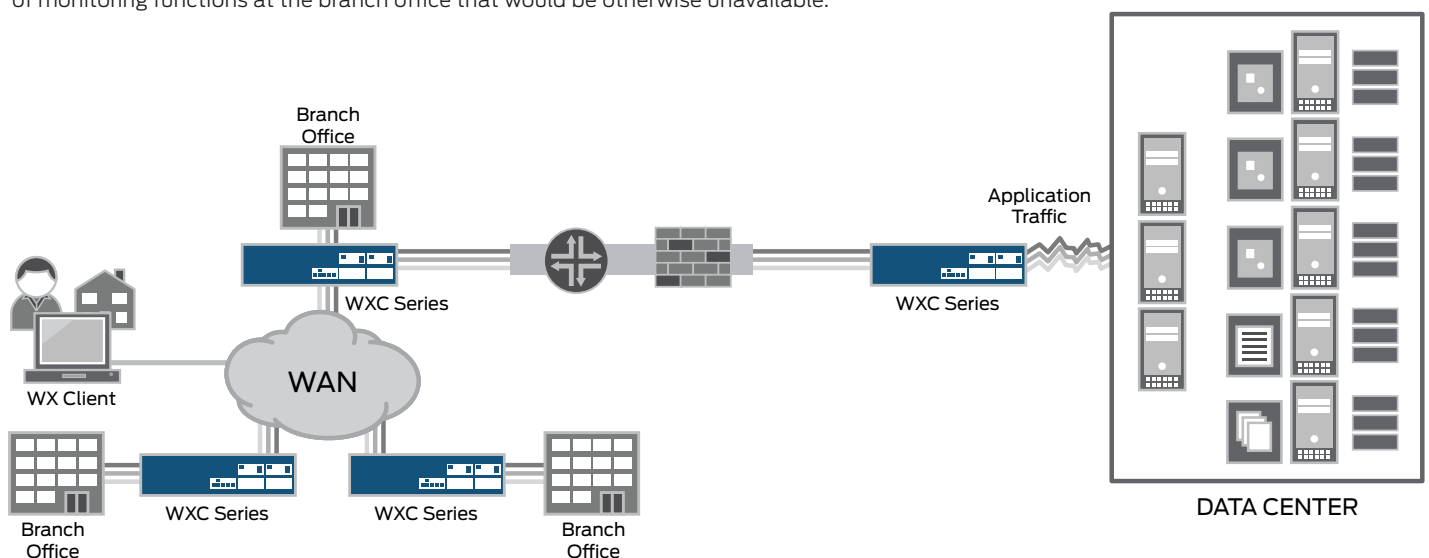 of monitoring functions at the branch office that would be otherwise unavailable.
Branch
Office
Application
Traffic
WXC Series
WXC Series
WAN
WX Client
WXC Series
WXC Series
Branch
Office
Branch
Office
DATA CENTER